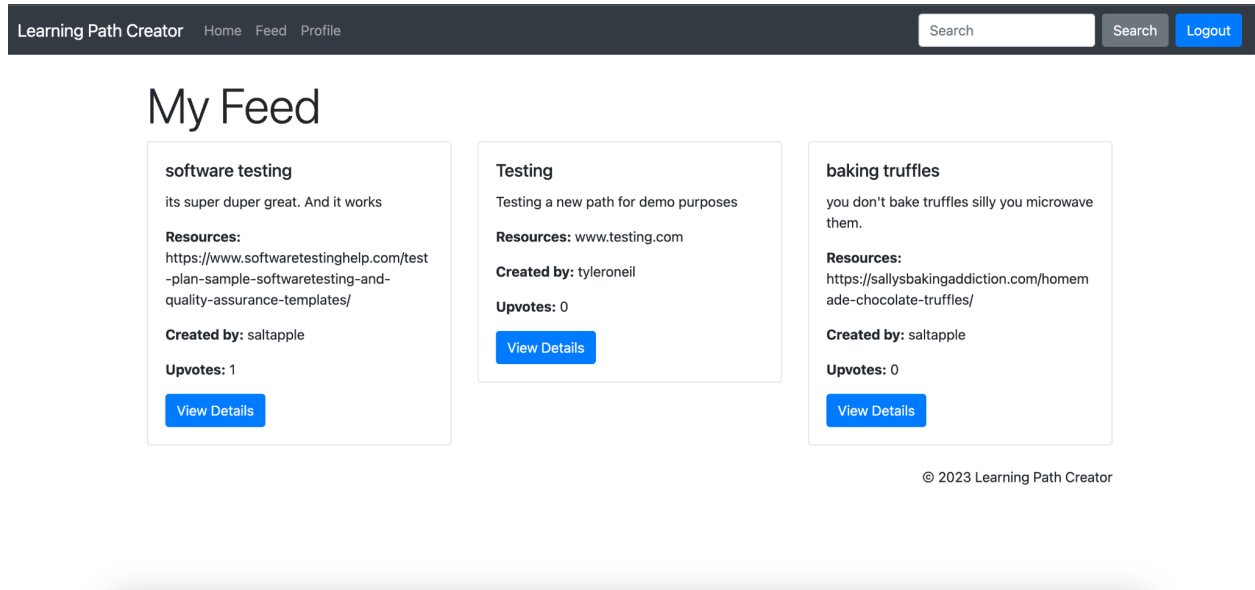 Learning Path Creator Home Feed Profile Search Search Logout
My Feed
software testing
its super duper great. And it works
Resources:
https://www.softwaretestinghelp.com/test
-plan-sample-softwaretesting-and-
quality-assurance-templates/
Created by: saltapple
Upvotes: 1
View Details
Testing
Testing a new path for demo purposes
Resources: www.testing.com
Created by: tyleroneil
Upvotes: 0
View Details
baking truffles
you don't bake truffles silly you microwave
them.
Resources:
https://sallysbakingaddiction.com/homem
ade-chocolate-truffles/
Created by: saltapple
Upvotes: 0
View Details
© 2023 Learning Path Creator